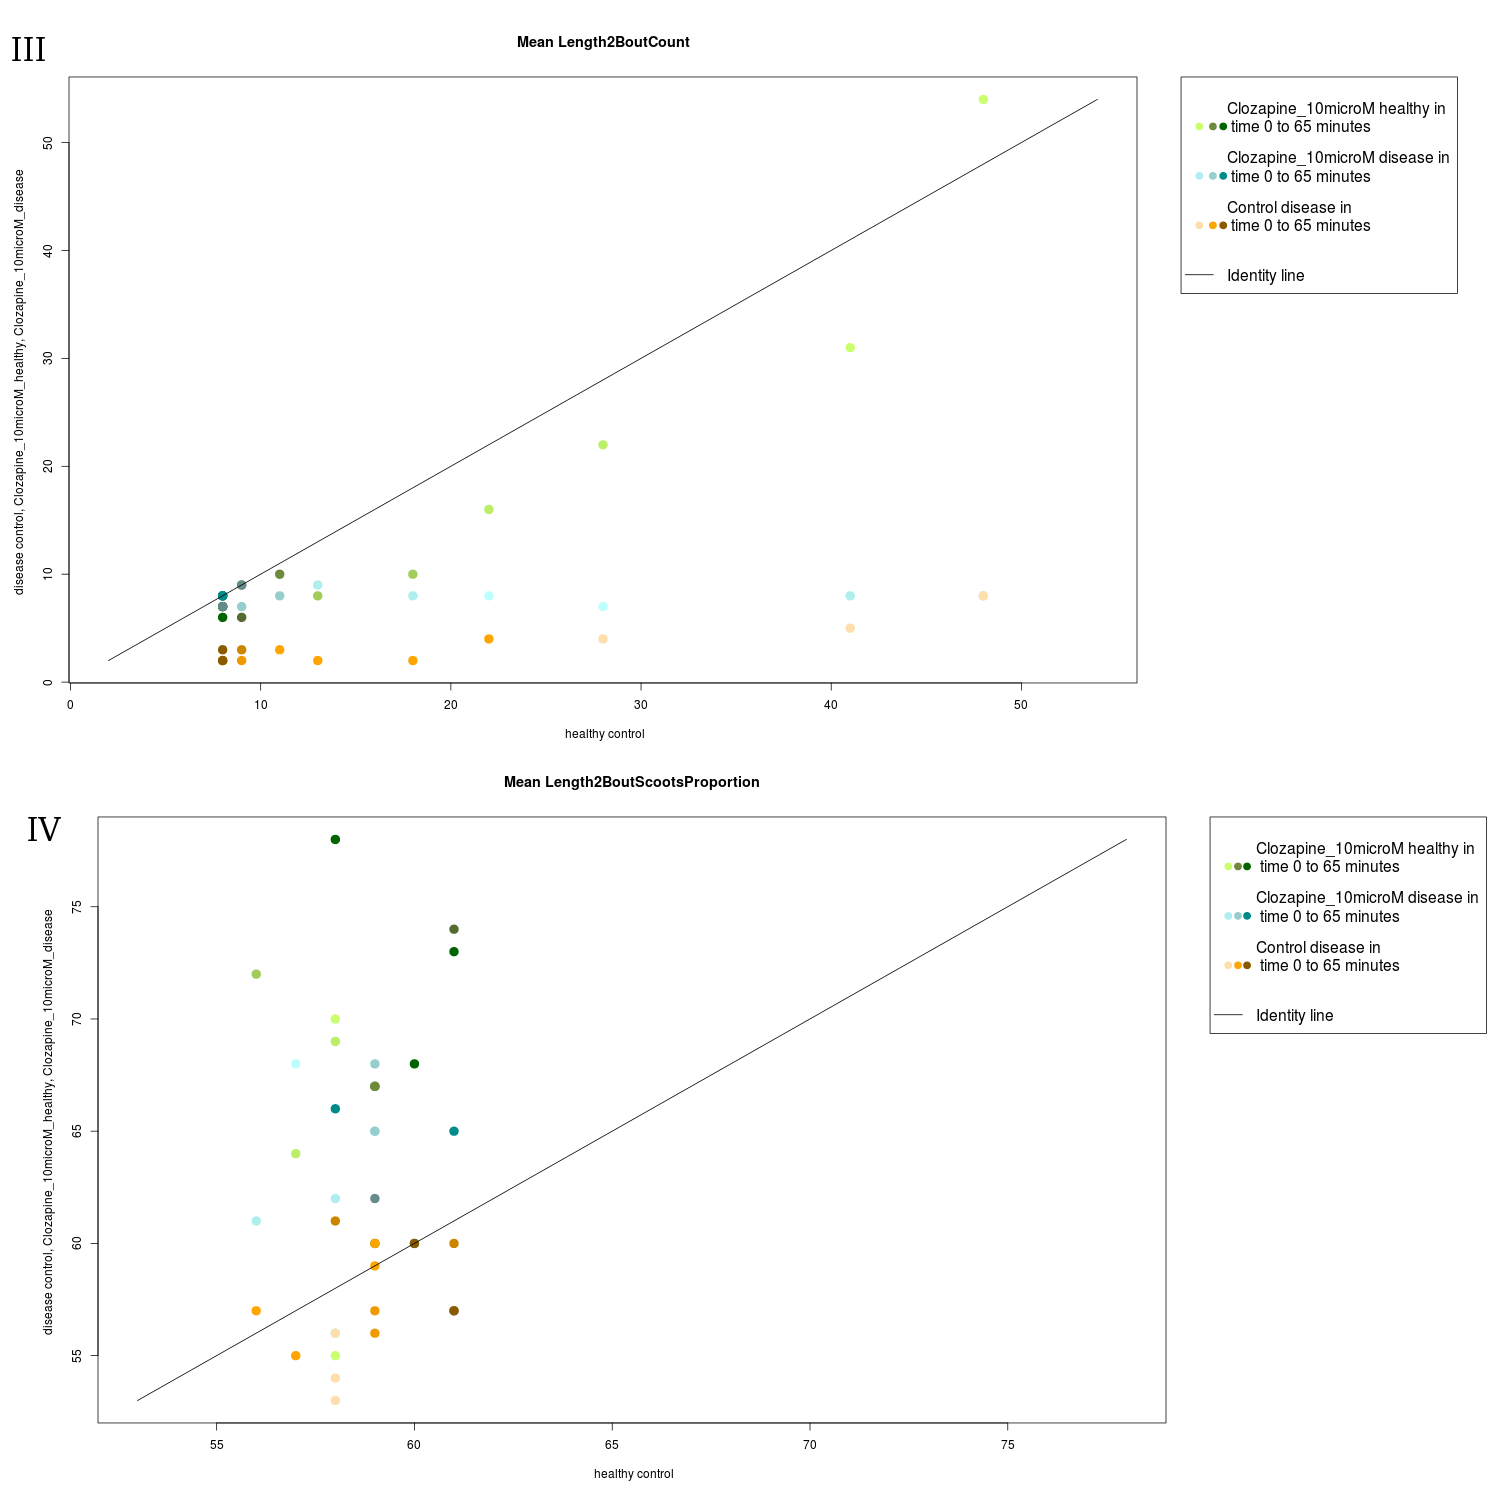 III
Mean Length2BoutCount
disease control, Clozapine_10microM_healthy, Clozapine_10microM_disease
50
40
30
20
10
0
0 10 20 30 40 50
healthy control
Clozapine_10microM healthy in
time 0 to 65 minutes
Clozapine_10microM disease in
time 0 to 65 minutes
Control disease in
time 0 to 65 minutes
Identity line
IV
Mean Length2BoutScootsProportion
disease control, Clozapine_10microM_healthy, Clozapine_10microM_disease
75
70
65
60
55
55 60 65 70 75
healthy control
Clozapine_10microM healthy in
time 0 to 65 minutes
Clozapine_10microM disease in
time 0 to 65 minutes
Control disease in
time 0 to 65 minutes
Identity line